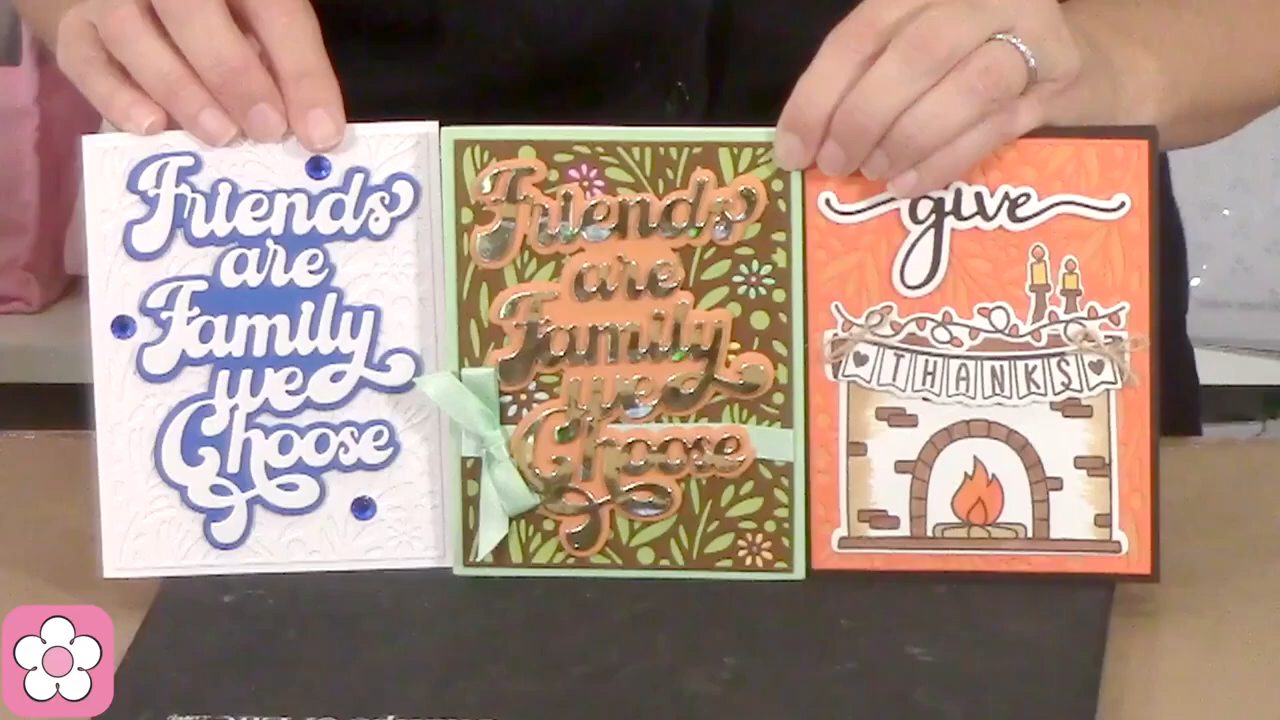 Friends
are
Family
we
Choose
Friends
are
Family
we
Choose
give
THANKS